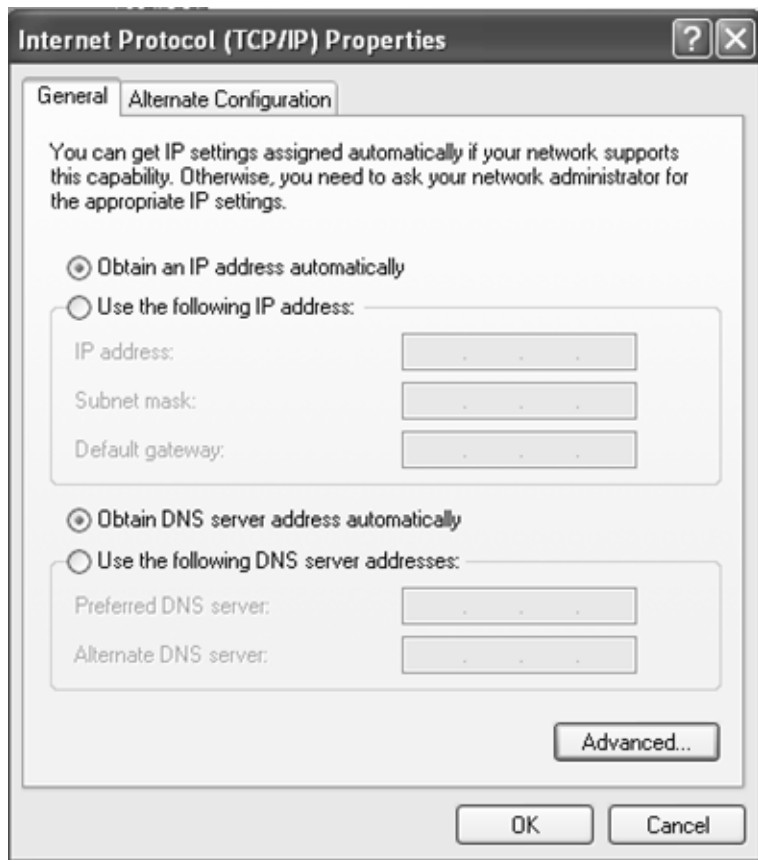 Internet Protocol (TCP/IP) Properties
General
Alternate Configuration
You can get IP settings assigned automatically if your network supports
this capability. Otherwise, you need to ask your network administrator for
the appropriate IP settings.
Obtain an IP address automatically
Use the following IP address:
IP address:
Subnet mask:
Default gateway:
Obtain DNS server address automatically
Use the following DNS server addresses:
Preferred DNS server:
Alternate DNS server:
Advanced...
OK
Cancel